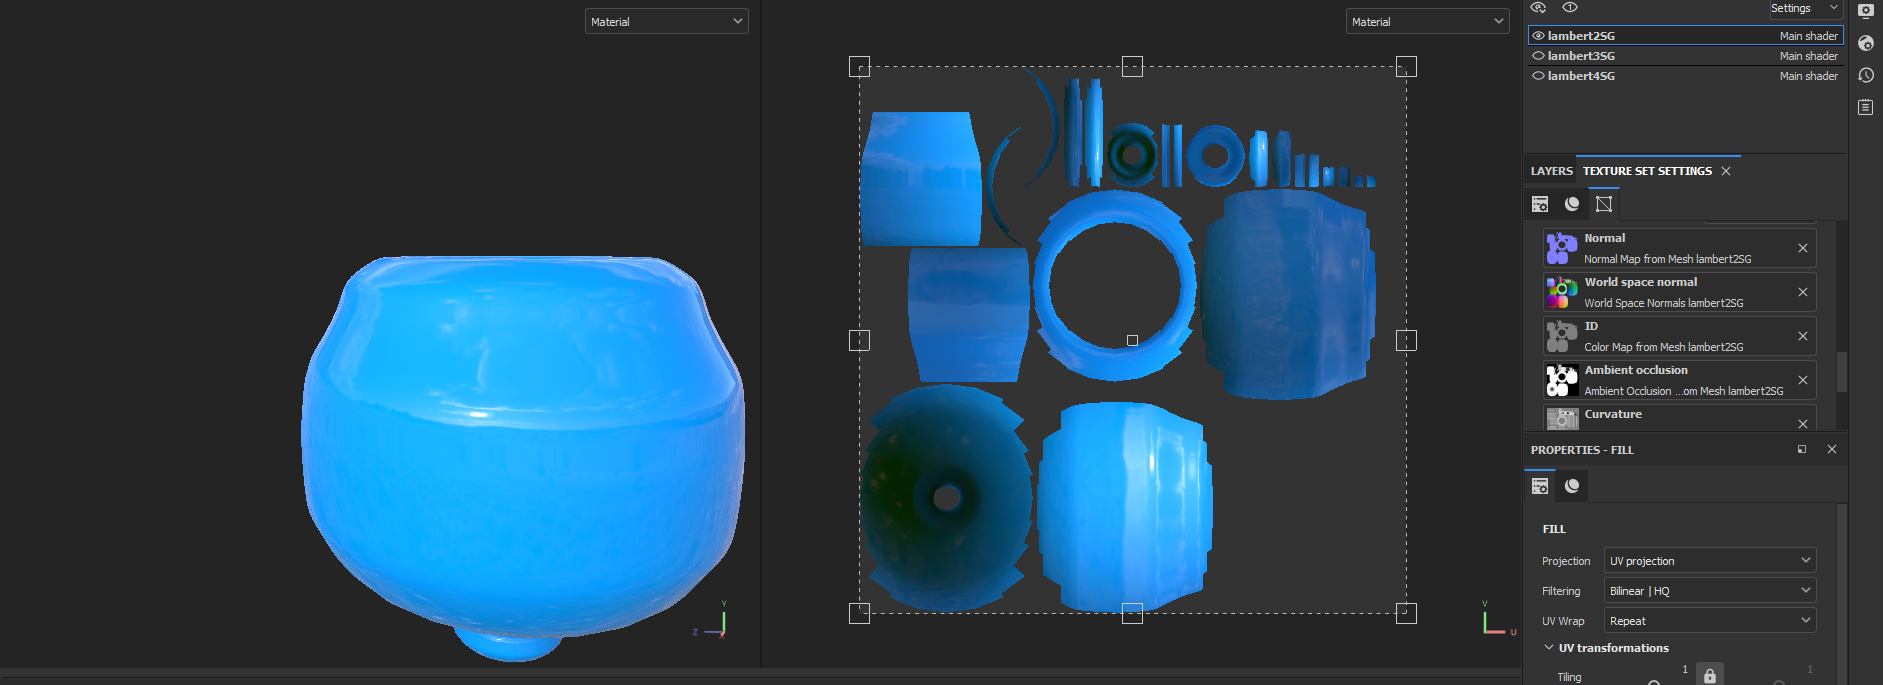 Material
Material
Settings
lambert2SG Main shader
lambert3SG Main shader
lambert4SG Main shader
LAYERS TEXTURE SET SETTINGS
Normal
Normal Map from Mesh lambert2SG
World space normal
World Space Normals lambert2SG
ID
Color Map from Mesh lambert2SG
Ambient occlusion
Ambient Occlusion ...om Mesh lambert2SG
Curvature
PROPERTIES - FILL
FILL
Projection UV projection
Filtering Bilinear | HQ
UV Wrap Repeat
UV transformations
Tiling 1 1
Y
Z
X
V
U